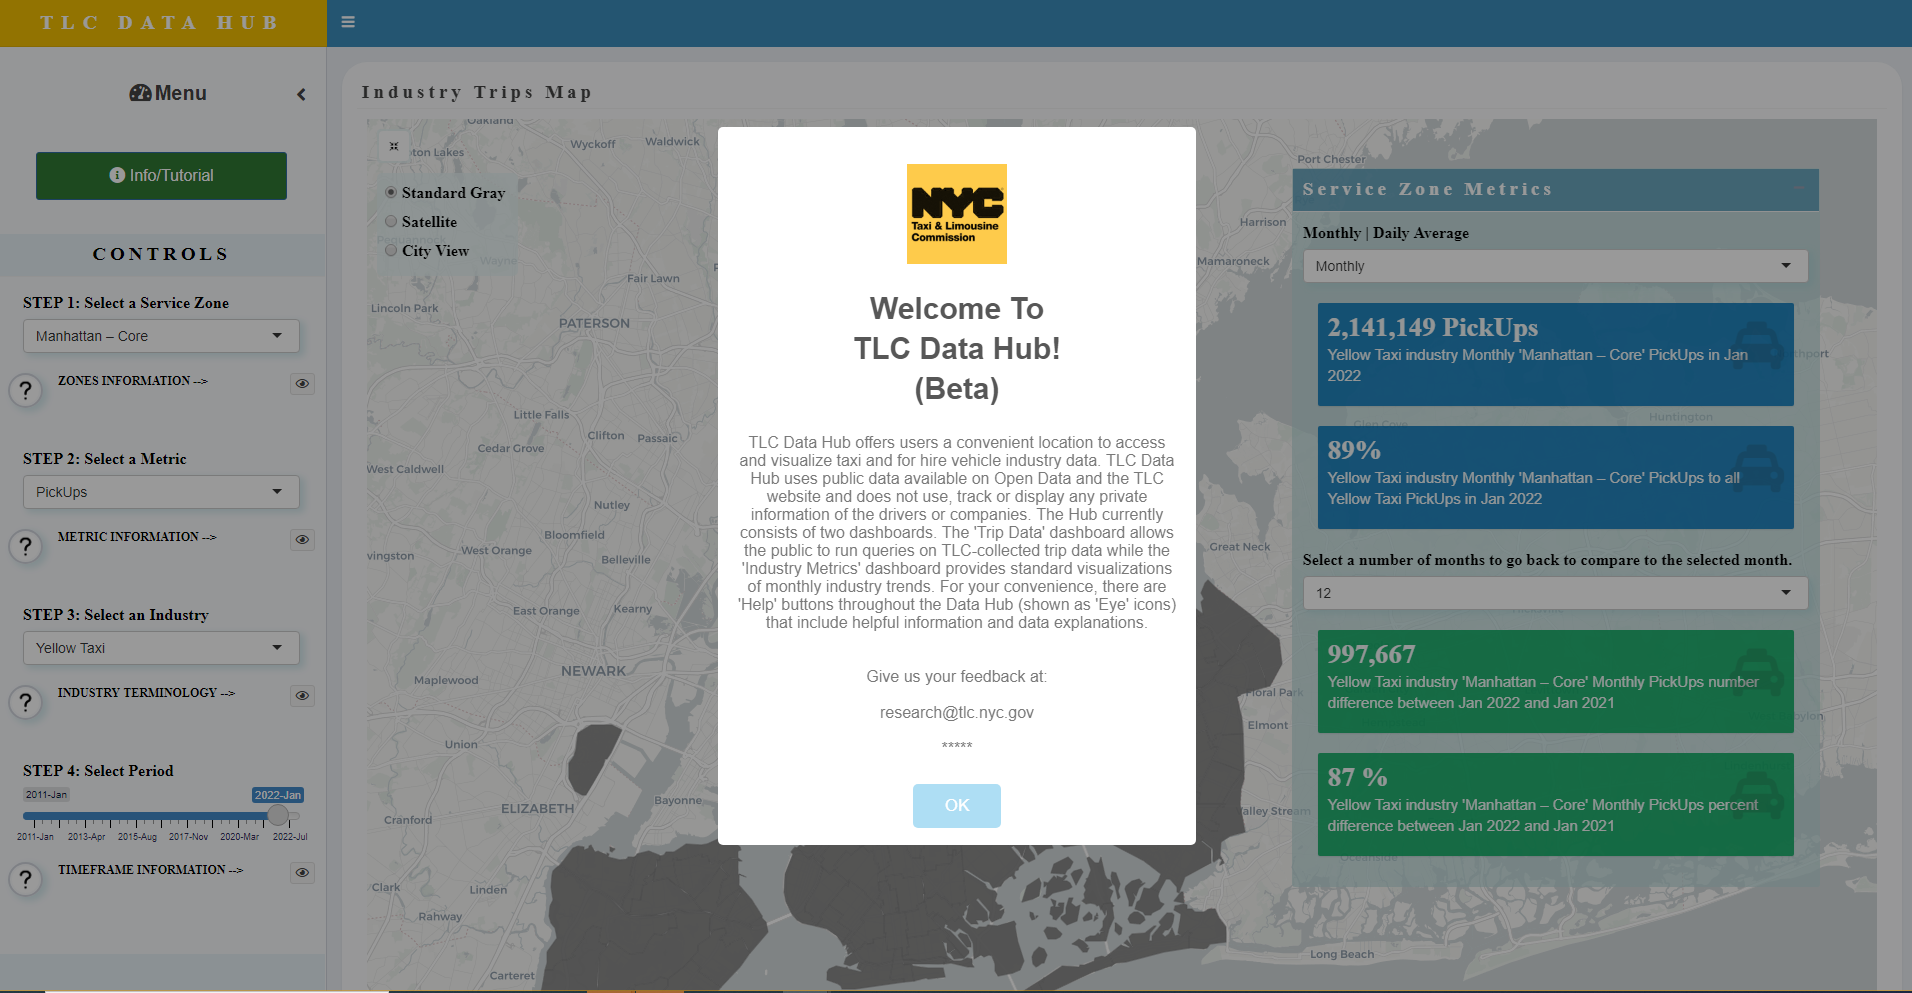 TLC DATA HUB
Menu
Info/Tutorial
CONTROLS
STEP 1: Select a Service Zone
Manhattan – Core
?
ZONES INFORMATION -->
STEP 2: Select a Metric
PickUps
?
METRIC INFORMATION -->
STEP 3: Select an Industry
Yellow Taxi
?
INDUSTRY TERMINOLOGY -->
STEP 4: Select Period
2011-Jan
2022-Jan
2011-Jan 2013-Apr 2015-Aug 2017-Nov 2020-Mar 2022-Jul
?
TIMEFRAME INFORMATION -->
Industry Trips Map
Standard Gray
Satellite
City View
Oakland
Wyckoff
Waldwick
ton Lakes
Wayne
Fair Lawn
Lincoln Park
PATERSON
Little Falls
Clifton
Passaic
Cedar Grove
West Caldwell
Nutley
Bloomfield
vingston
West Orange
Belleville
East Orange
Kearny
NEWARK
Maplewood
Union
ELIZABETH
Bayonne
Cranford
Clark
Linden
Rahway
Carteret
NYC
Taxi & Limousine
Commission
Welcome To
TLC Data Hub!
(Beta)
TLC Data Hub offers users a convenient location to access
and visualize taxi and for hire vehicle industry data. TLC Data
Hub uses public data available on Open Data and the TLC
website and does not use, track or display any private
information of the drivers or companies. The Hub currently
consists of two dashboards. The 'Trip Data' dashboard allows
the public to run queries on TLC-collected trip data while the
'Industry Metrics' dashboard provides standard visualizations
of monthly industry trends. For your convenience, there are
'Help' buttons throughout the Data Hub (shown as 'Eye' icons)
that include helpful information and data explanations.
Give us your feedback at:
research@tlc.nyc.gov
*****
OK
Port Chester
Harrison
Mamaroneck
Great Neck
Floral Park
Elmont
Valley Stream
Long Beach
Service Zone Metrics
Monthly | Daily Average
Monthly
2,141,149 PickUps
Yellow Taxi industry Monthly 'Manhattan – Core' PickUps in Jan
2022
thport
Huntington
Glen Cove
89%
Yellow Taxi industry Monthly 'Manhattan – Core' PickUps to all
Yellow Taxi PickUps in Jan 2022
Select a number of months to go back to compare to the selected month.
12
997,667
Yellow Taxi industry 'Manhattan – Core' Monthly PickUps number
difference between Jan 2022 and Jan 2021
87 %
Yellow Taxi industry 'Manhattan – Core' Monthly PickUps percent
difference between Jan 2022 and Jan 2021
Oceanside